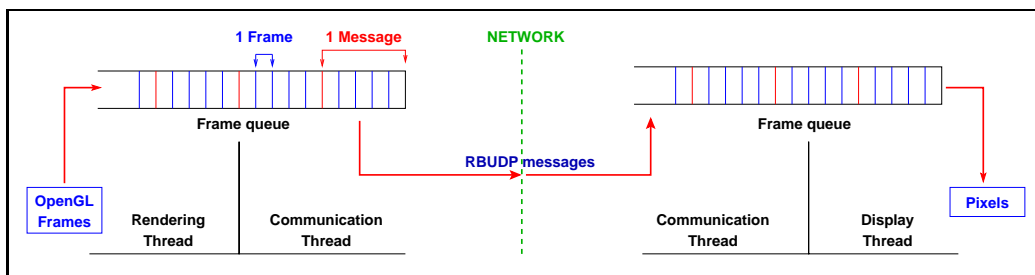 1 Frame
1 Message
NETWORK
Frame queue
Frame queue
RBUDP messages
OpenGL
Frames
Pixels
Rendering
Thread
Communication
Thread
Communication
Thread
Display
Thread